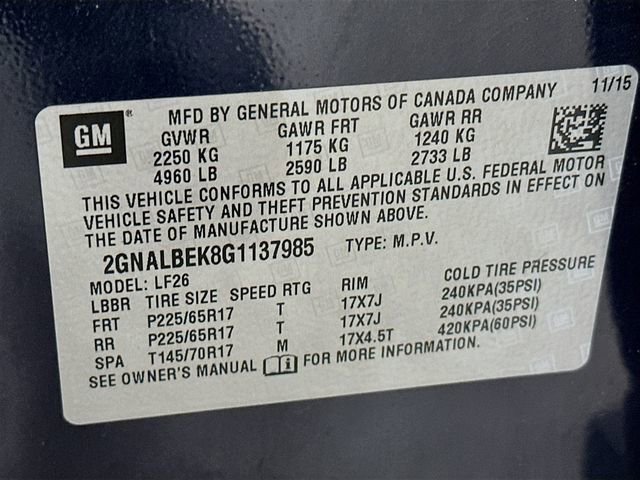 11/15
GM®
MFD BY GENERAL MOTORS OF CANADA COMPANY
GVWR GAWR FRT GAWR RR
2250 KG 1175 KG 1240 KG
4960 LB 2590 LB 2733 LB
THIS VEHICLE CONFORMS TO ALL APPLICABLE U.S. FEDERAL MOTOR
VEHICLE SAFETY AND THEFT PREVENTION STANDARDS IN EFFECT ON
THE DATE OF MANUFACTURE SHOWN ABOVE.
2GNALBEK8G1137985 TYPE: M.P.V.
MODEL: LF26
LBBR TIRE SIZE SPEED RTG RIM COLD TIRE PRESSURE
FRT P225/65R17 T 17X7J 240KPA(35PSI)
RR P225/65R17 T 17X7J 240KPA(35PSI)
SPA T145/70R17 M 17X4.5T 420KPA(60PSI)
SEE OWNER'S MANUAL i FOR MORE INFORMATION.